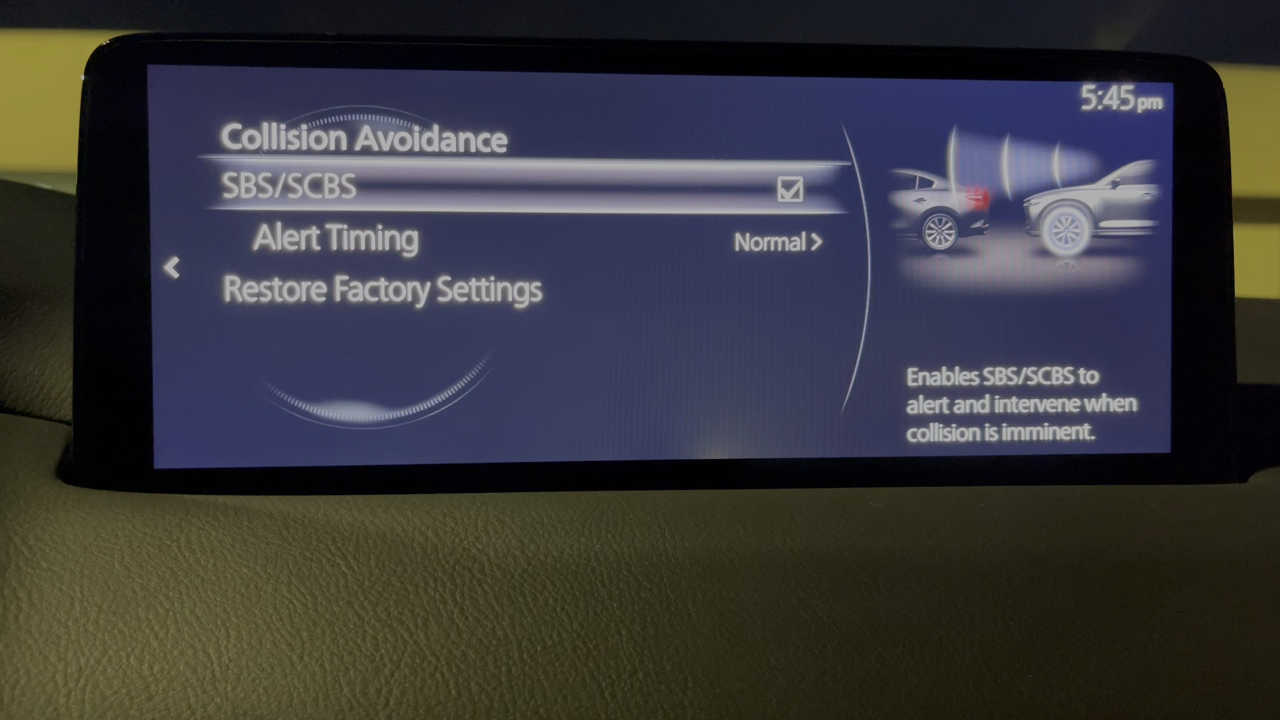 5:45pm
Collision Avoidance
SBS/SCBS
Alert Timing Normal >
Restore Factory Settings
Enables SBS/SCBS to
alert and intervene when
collision is imminent.